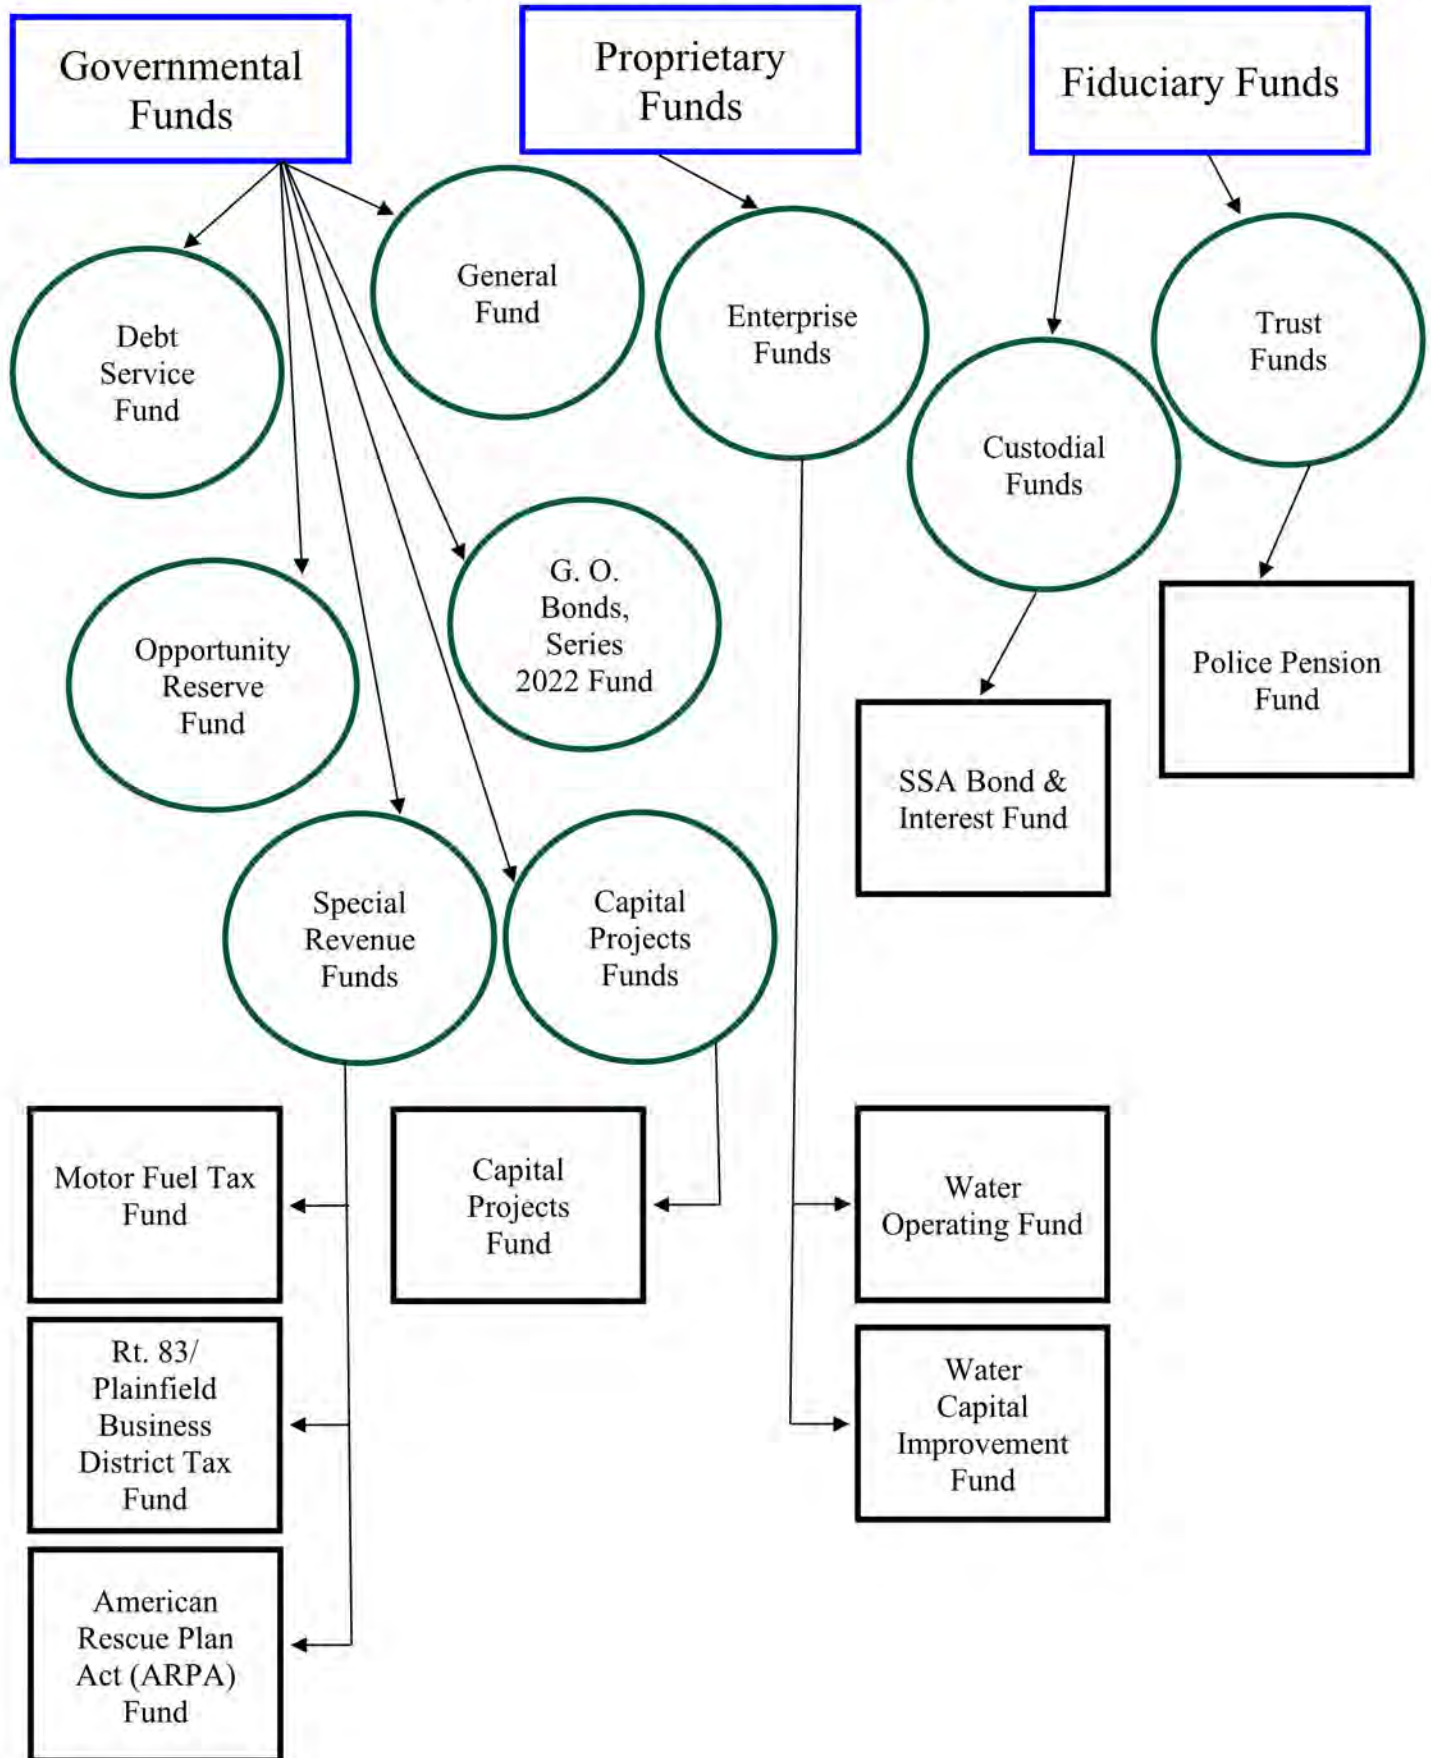 Governmental
Funds
Proprietary
Funds
Fiduciary Funds
General
Fund
Debt
Service
Fund
Enterprise
Funds
Trust
Funds
Custodial
Funds
G. O.
Bonds,
Series
2022 Fund
Opportunity
Reserve
Fund
Police Pension
Fund
SSA Bond &
Interest Fund
Special
Revenue
Funds
Capital
Projects
Funds
Motor Fuel Tax
Fund
Capital
Projects
Fund
Water
Operating Fund
Rt. 83/
Plainfield
Business
District Tax
Fund
Water
Capital
Improvement
Fund
American
Rescue Plan
Act (ARPA)
Fund